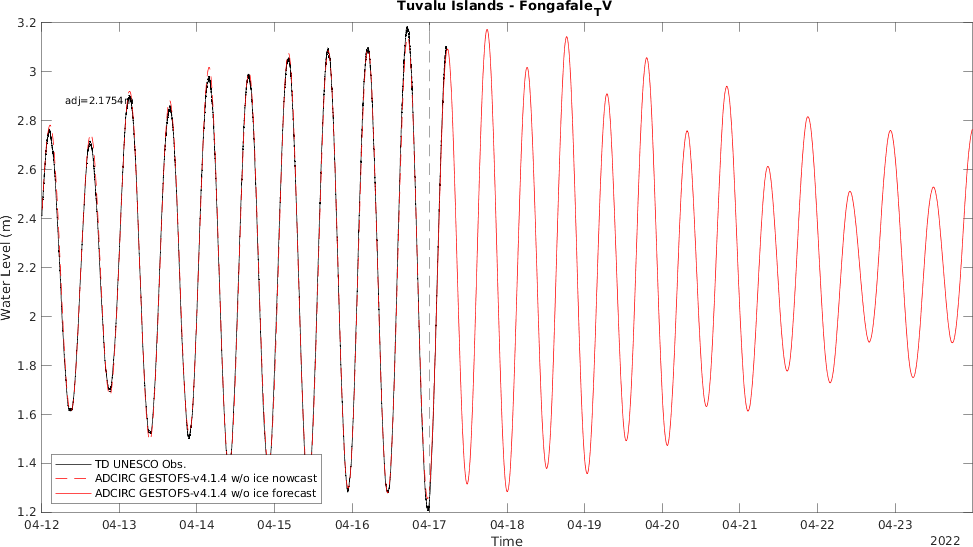 Tuvalu Islands - Fongafale_TV
3.2
3
2.8
2.6
2.4
2.2
2
1.8
1.6
1.4
1.2
Water Level (m)
adj=2.1754m
TD UNESCO Obs.
ADCIRC GESTOFS-v4.1.4 w/o ice nowcast
ADCIRC GESTOFS-v4.1.4 w/o ice forecast
04-12 04-13 04-14 04-15 04-16 04-17 04-18 04-19 04-20 04-21 04-22 04-23
Time
2022